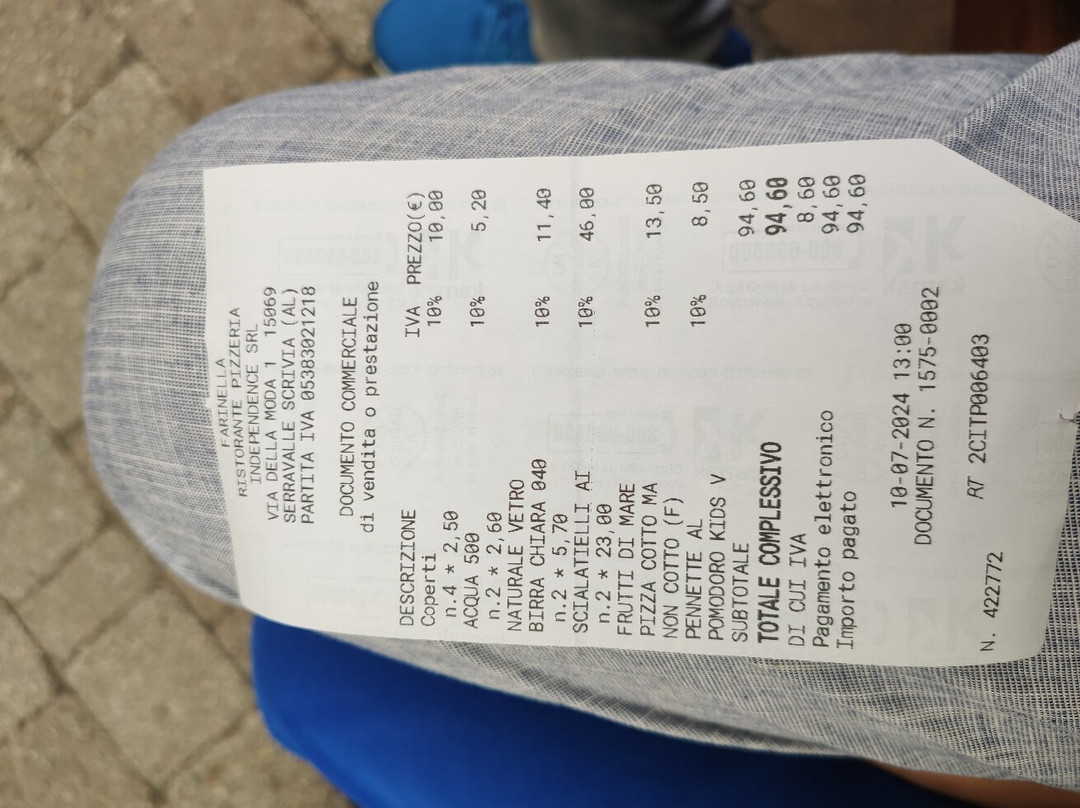 FARINELLA
RISTORANTE PIZZERIA
INDEPENDENCE SRL
VIA DELLA MODA 1 15069
SERRAVALLE SCRIVIA (AL)
PARTITA IVA 05383021218
DOCUMENTO COMMERCIALE
di vendita o prestazione
DESCRIZIONE IVA PREZZO(€)
Coperti 10% 10,00
n.4 * 2,50
ACQUA 500 10% 5,20
n.2 * 2,60
NATURALE VETRO
BIRRA CHIARA 040 10% 11,40
n.2 * 5,70
SCIALATIELLI AI 10% 46,00
n.2 * 23,00
FRUTTI DI MARE
PIZZA COTTO MA 10% 13,50
NON COTTO (F)
PENNETTE AL 10% 8,50
POMODORO KIDS V
SUBTOTALE 94,60
TOTALE COMPLESSIVO 94,60
DI CUI IVA 8,60
Pagamento elettronico 94,60
Importo pagato 94,60
10-07-2024 13:00
DOCUMENTO N. 1575-0002
RT 2CITP006403
N. 422772